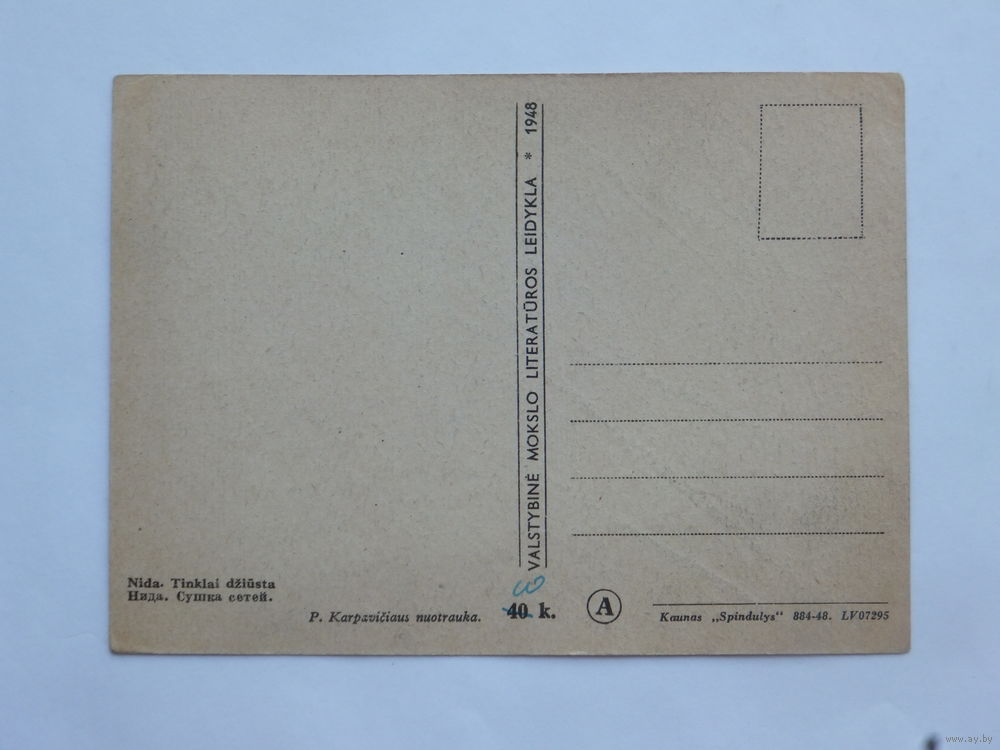 VALSTYBINĖ MOKSLO LITERATŪROS LEIDYKLA * 1948
Nida. Tinklai džiūsta
Нида. Сушка сетей.
P. Karpavičiaus nuotrauka.
40 k.
A
Kaunas „Spindulys“ 884-48. LV07295
www.ay.by